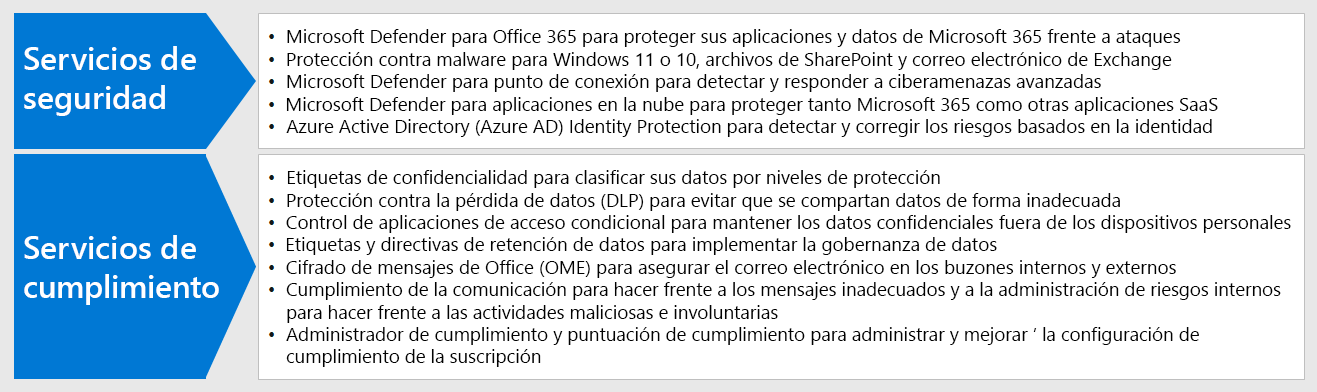 Servicios de
seguridad
• Microsoft Defender para Office 365 para proteger sus aplicaciones y datos de Microsoft 365 frente a ataques
• Protección contra malware para Windows 11 o 10, archivos de SharePoint y correo electrónico de Exchange
• Microsoft Defender para punto de conexión para detectar y responder a ciberamenazas avanzadas
• Microsoft Defender para aplicaciones en la nube para proteger tanto Microsoft 365 como otras aplicaciones SaaS
• Azure Active Directory (Azure AD) Identity Protection para detectar y corregir los riesgos basados en la identidad
Servicios de
cumplimiento
• Etiquetas de confidencialidad para clasificar sus datos por niveles de protección
• Protección contra la pérdida de datos (DLP) para evitar que se compartan datos de forma inadecuada
• Control de aplicaciones de acceso condicional para mantener los datos confidenciales fuera de los dispositivos personales
• Etiquetas y directivas de retención de datos para implementar la gobernanza de datos
• Cifrado de mensajes de Office (OME) para asegurar el correo electrónico en los buzones internos y externos
• Cumplimiento de la comunicación para hacer frente a los mensajes inadecuados y a la administración de riesgos internos
para hacer frente a las actividades maliciosas e involuntarias
• Administrador de cumplimiento y puntuación de cumplimiento para administrar y mejorar ’ la configuración de
cumplimiento de la suscripción